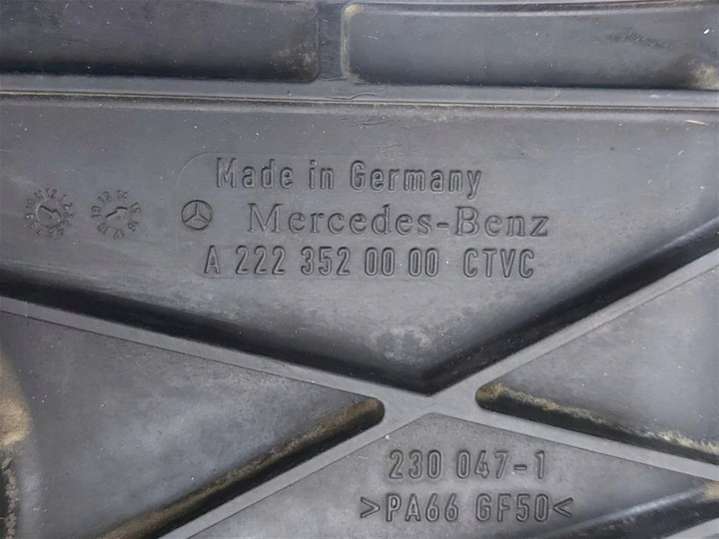 Made in Germany
Mercedes-Benz
A 222 352 00 00 CTVC
230 047-1
>PA66 GF50<